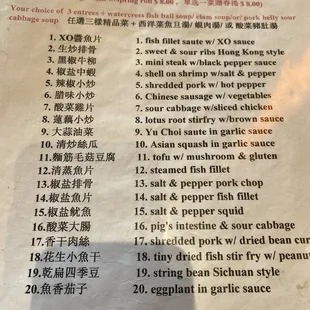 Your choice of 3 entrees + watercress fish ball soup/ clam soup/or/ pork belly sour
cabbage soup 任選三樣精品菜 + 西洋菜魚豆湯/ 蜆肉湯/ 或 酸菜豬肚湯
1. XO醬魚片 1. fish fillet saute w/ XO sauce
2. 生炒排骨 2. sweet & sour ribs Hong Kong style
3. 黑椒牛柳 3. mini steak w/black pepper sauce
4. 椒盐中蝦 4. shell on shrimp w/salt & pepper
5. 辣椒小炒 5. shredded pork w/ hot pepper
6. 腊味小炒 6. Chinese sausage w/ vegetables
7. 酸菜雞片 7. sour cabbage w/sliced chicken
8. 蓮藕小炒 8. lotus root stirfry w/brown sauce
9. 大蒜油菜 9. Yu Choi saute in garlic sauce
10. 清炒絲瓜 10. Asian squash in garlic sauce
11. 麵筋毛菇豆腐 11. tofu w/ mushroom & gluten
12. 清蒸魚片 12. steamed fish fillet
13. 椒盐排骨 13. salt & pepper pork chop
14. 椒盐魚片 14. salt & pepper fish fillet
15. 椒盐魷魚 15. salt & pepper squid
16. 酸菜大腸 16. pig's intestine & sour cabbage
17. 香干肉絲 17. shredded pork w/ dried bean cur
18. 花生小魚干 18. tiny dried fish stir fry w/ peanu
19. 乾扁四季豆 19. string bean Sichuan style
20. 魚香茄子 20. eggplant in garlic sauce